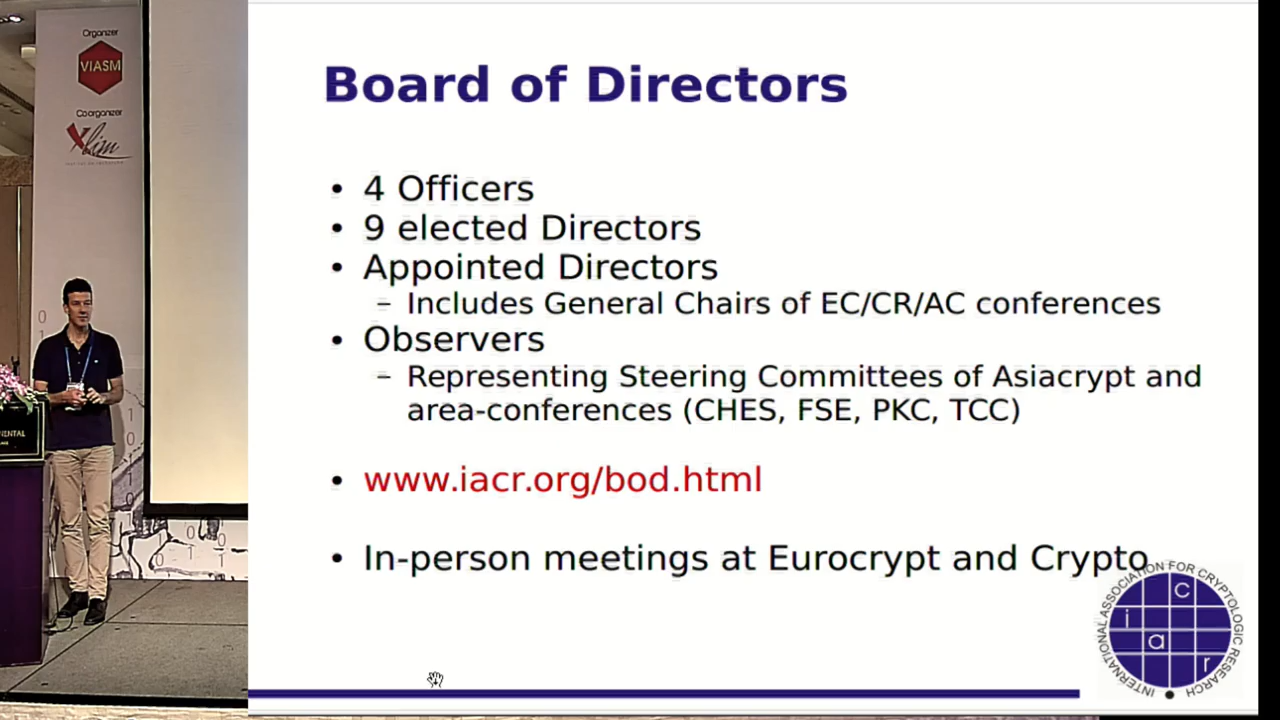 Organizer
VIASM
Coorganizer
Xlim
Board of Directors
• 4 Officers
• 9 elected Directors
• Appointed Directors
– Includes General Chairs of EC/CR/AC conferences
• Observers
– Representing Steering Committees of Asiacrypt and
area-conferences (CHES, FSE, PKC, TCC)
• www.iacr.org/bod.html
• In-person meetings at Eurocrypt and Crypto
INTERNATIONAL ASSOCIATION FOR CRYPTOLOGIC RESEARCH
i a c r